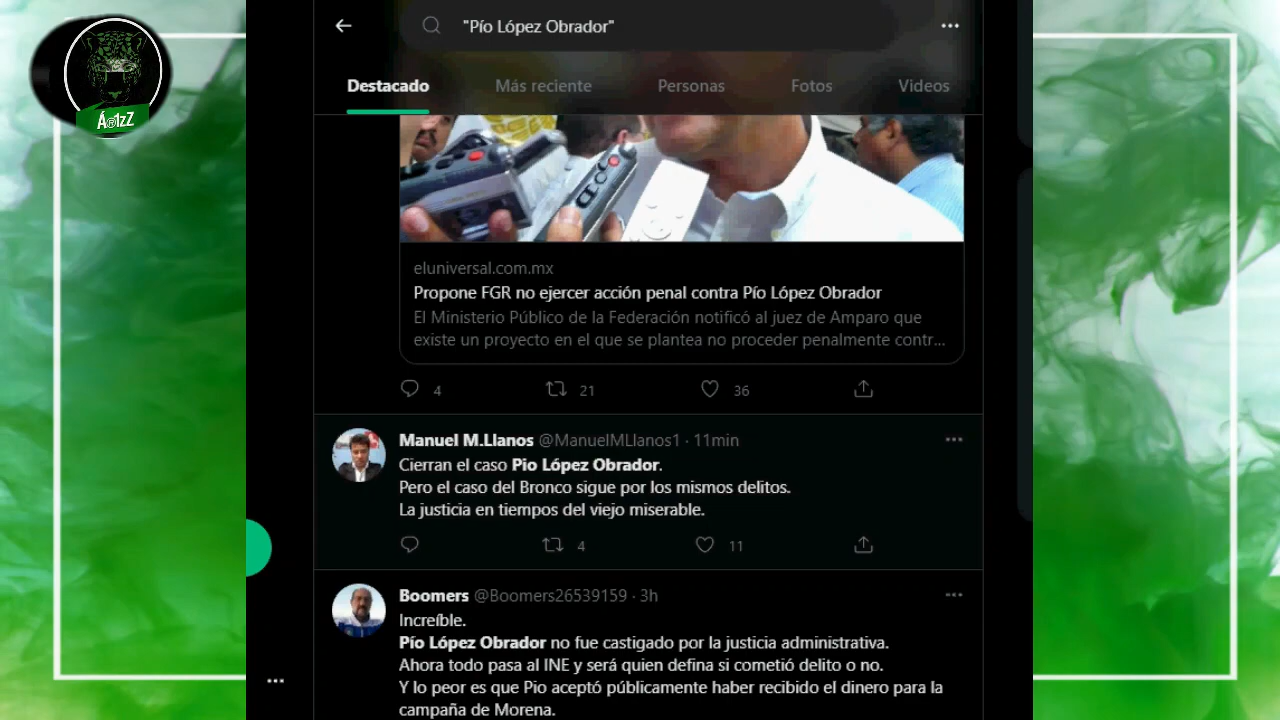 Á®1zZ
"Pío López Obrador"
Destacado
Más reciente
Personas
Fotos
Videos
eluniversal.com.mx
Propone FGR no ejercer acción penal contra Pío López Obrador
El Ministerio Público de la Federación notificó al juez de Amparo que
existe un proyecto en el que se plantea no proceder penalmente contr...
4
21
36
Manuel M.Llanos @ManuelMLlanos1 · 11min
Cierran el caso Pio López Obrador.
Pero el caso del Bronco sigue por los mismos delitos.
La justicia en tiempos del viejo miserable.
4
11
Boomers @Boomers26539159 · 3h
Increíble.
Pío López Obrador no fue castigado por la justicia administrativa.
Ahora todo pasa al INE y será quien defina si cometió delito o no.
Y lo peor es que Pio aceptó públicamente haber recibido el dinero para la
campaña de Morena.